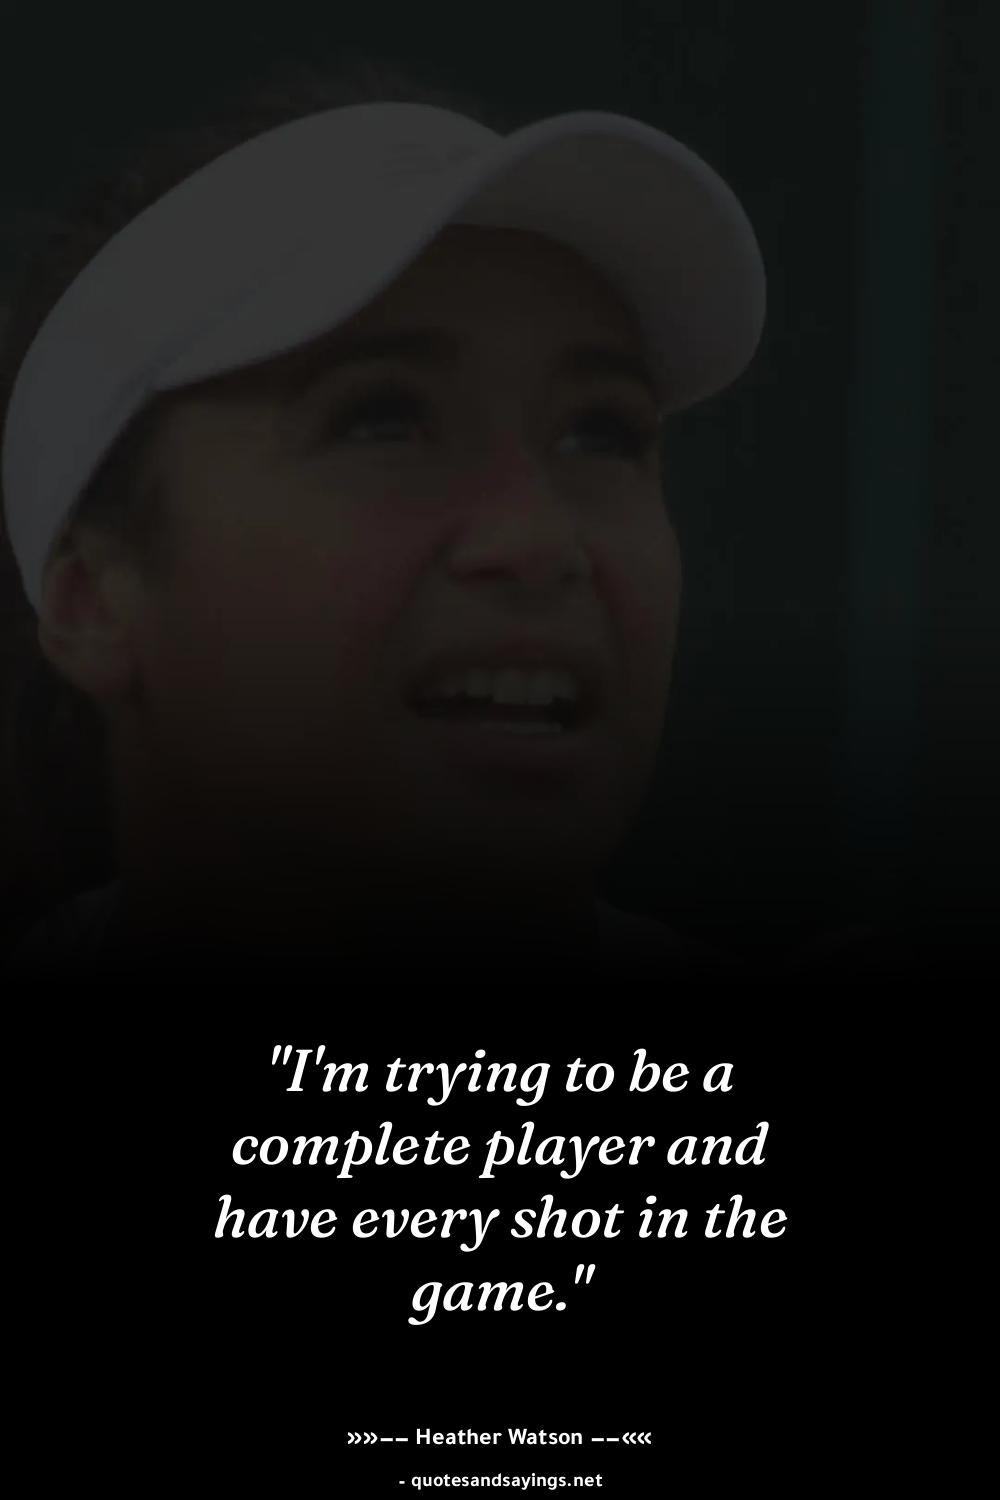 "I'm trying to be a
complete player and
have every shot in the
game."
»»−− Heather Watson −−««
- quotesandsayings.net